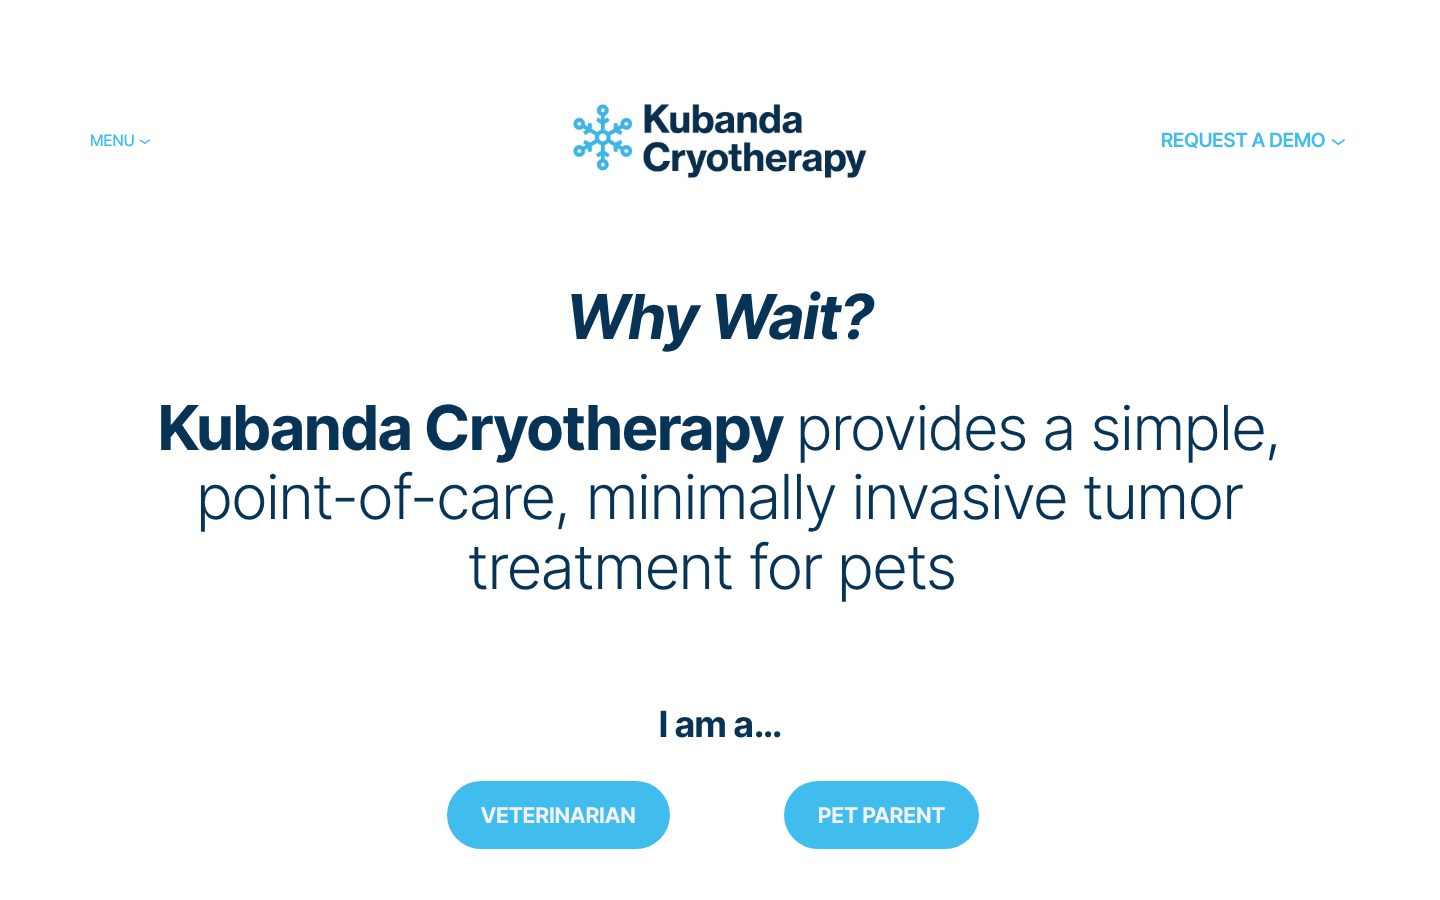 MENU
Kubanda
Cryotherapy
REQUEST A DEMO
Why Wait?
Kubanda Cryotherapy provides a simple,
point-of-care, minimally invasive tumor
treatment for pets
I am a...
VETERINARIAN
PET PARENT